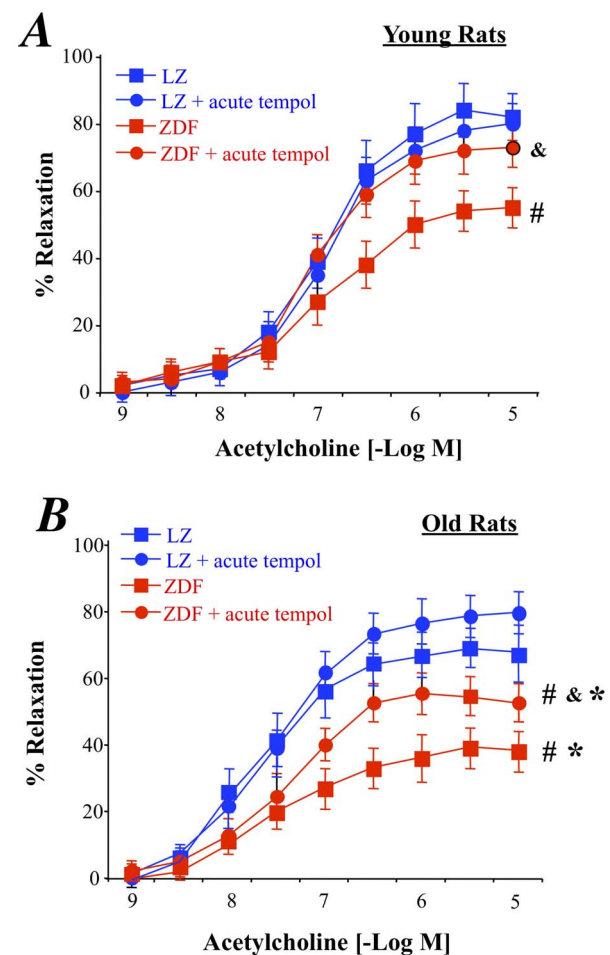 A
Young Rats
100
LZ
LZ + acute tempol
80
ZDF
ZDF + acute tempol
&
60
#
% Relaxation
40
20
0
9 8 7 6 5
Acetylcholine [-Log M]
B
Old Rats
100
LZ
LZ + acute tempol
80
ZDF
ZDF + acute tempol
60
# & *
# *
% Relaxation
40
20
0
9 8 7 6 5
Acetylcholine [-Log M]